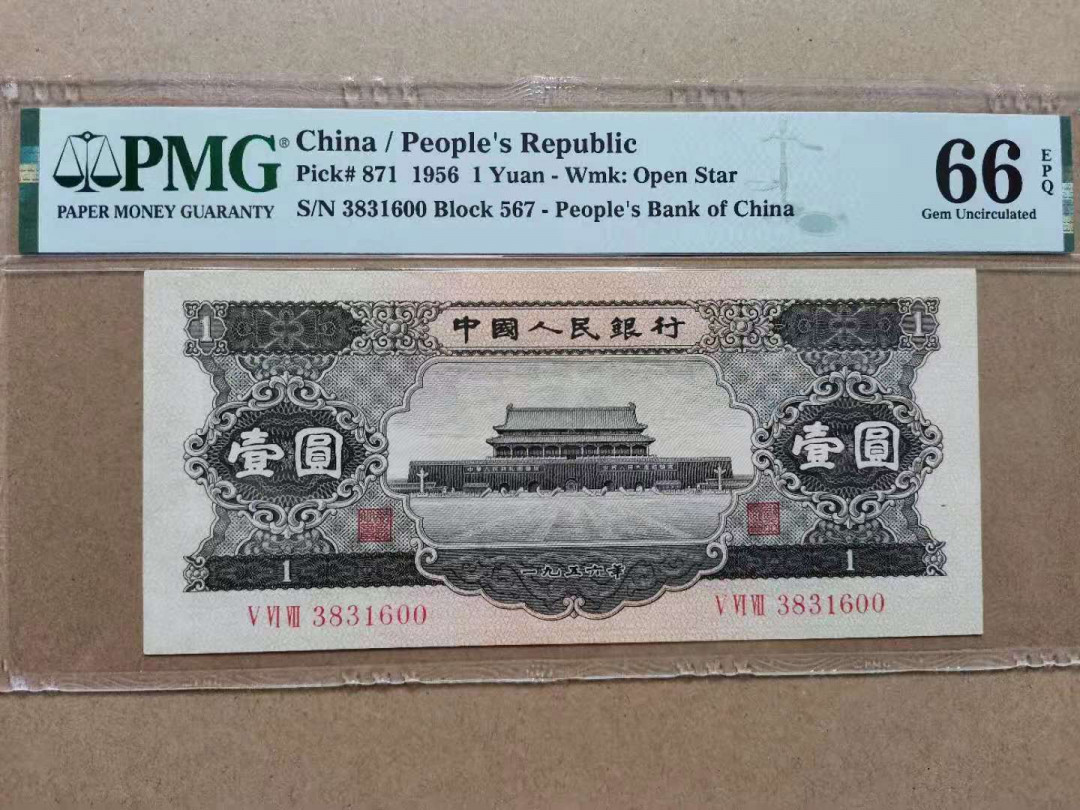 PMG®
PAPER MONEY GUARANTY
China / People's Republic
Pick# 871 1956 1 Yuan - Wmk: Open Star
S/N 3831600 Block 567 - People's Bank of China
66
EPQ
Gem Uncirculated
1 中國人民銀行 1
壹圓 壹圓
1 一九五六年 1
V VI VII 3831600
V VI VII 3831600